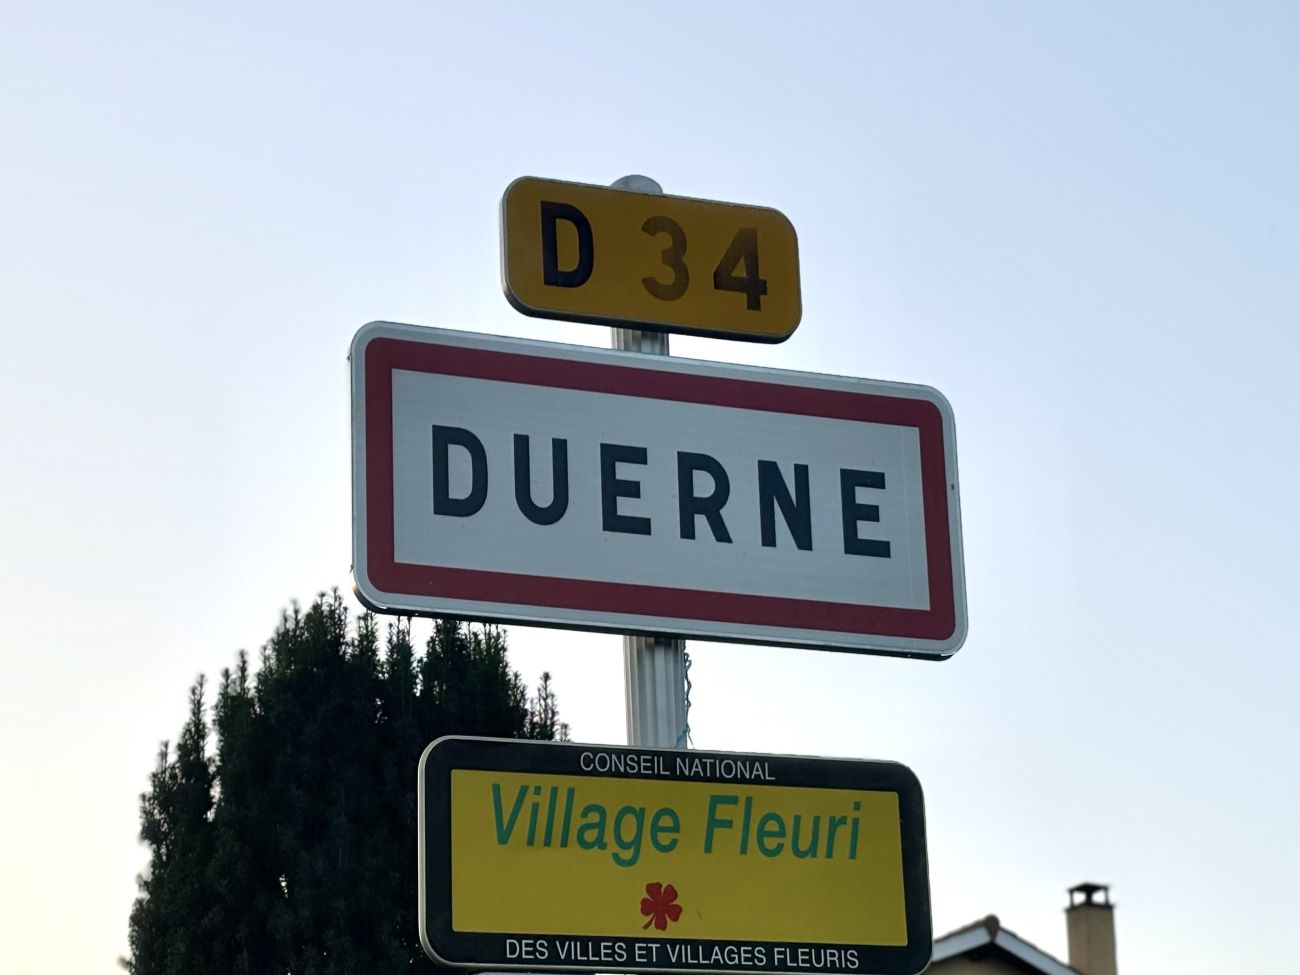 D 34
DUERNE
CONSEIL NATIONAL
Village Fleuri
DES VILLES ET VILLAGES FLEURIS